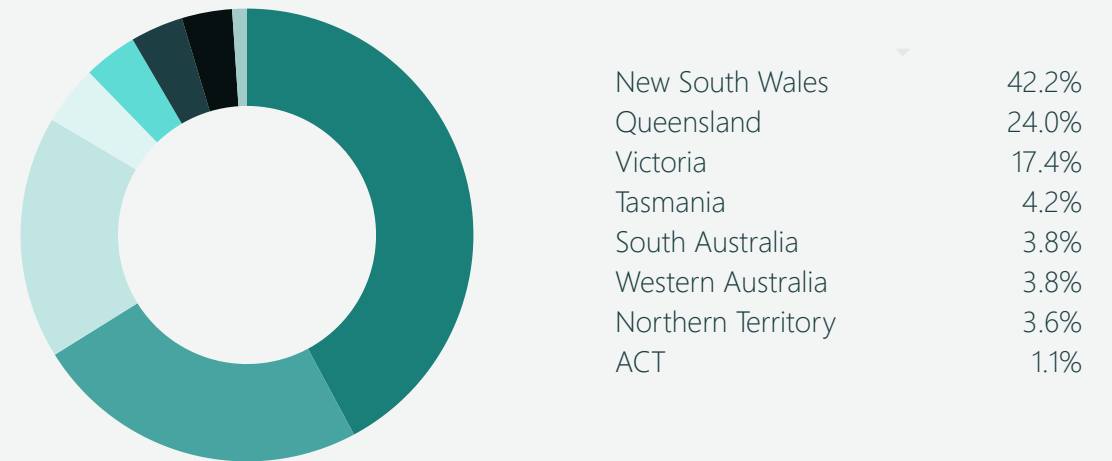 New South Wales 42.2%
Queensland 24.0%
Victoria 17.4%
Tasmania 4.2%
South Australia 3.8%
Western Australia 3.8%
Northern Territory 3.6%
ACT 1.1%